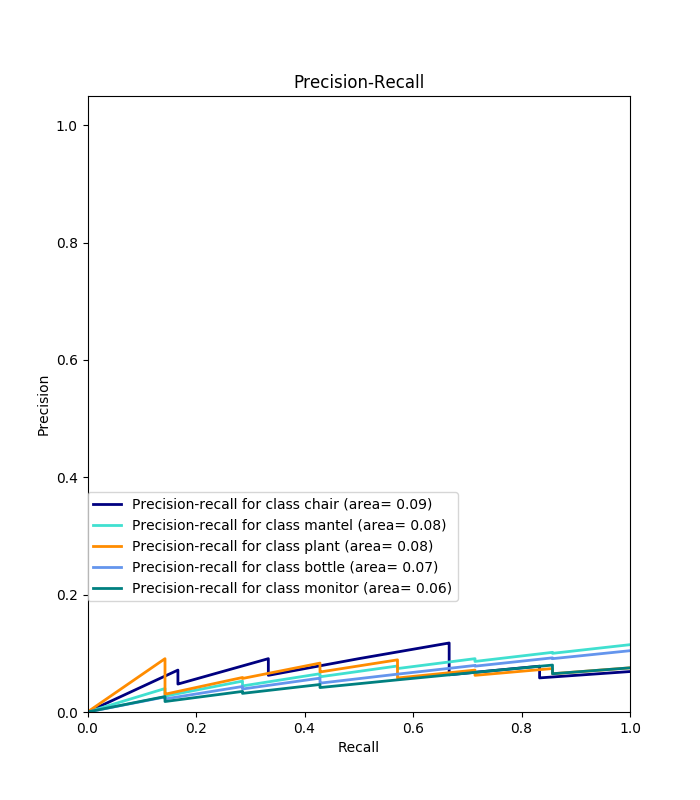 Precision-Recall
1.0
0.8
0.6
0.4
0.2
0.0
Precision
Precision-recall for class chair (area= 0.09)
Precision-recall for class mantel (area= 0.08)
Precision-recall for class plant (area= 0.08)
Precision-recall for class bottle (area= 0.07)
Precision-recall for class monitor (area= 0.06)
0.0 0.2 0.4 0.6 0.8 1.0
Recall